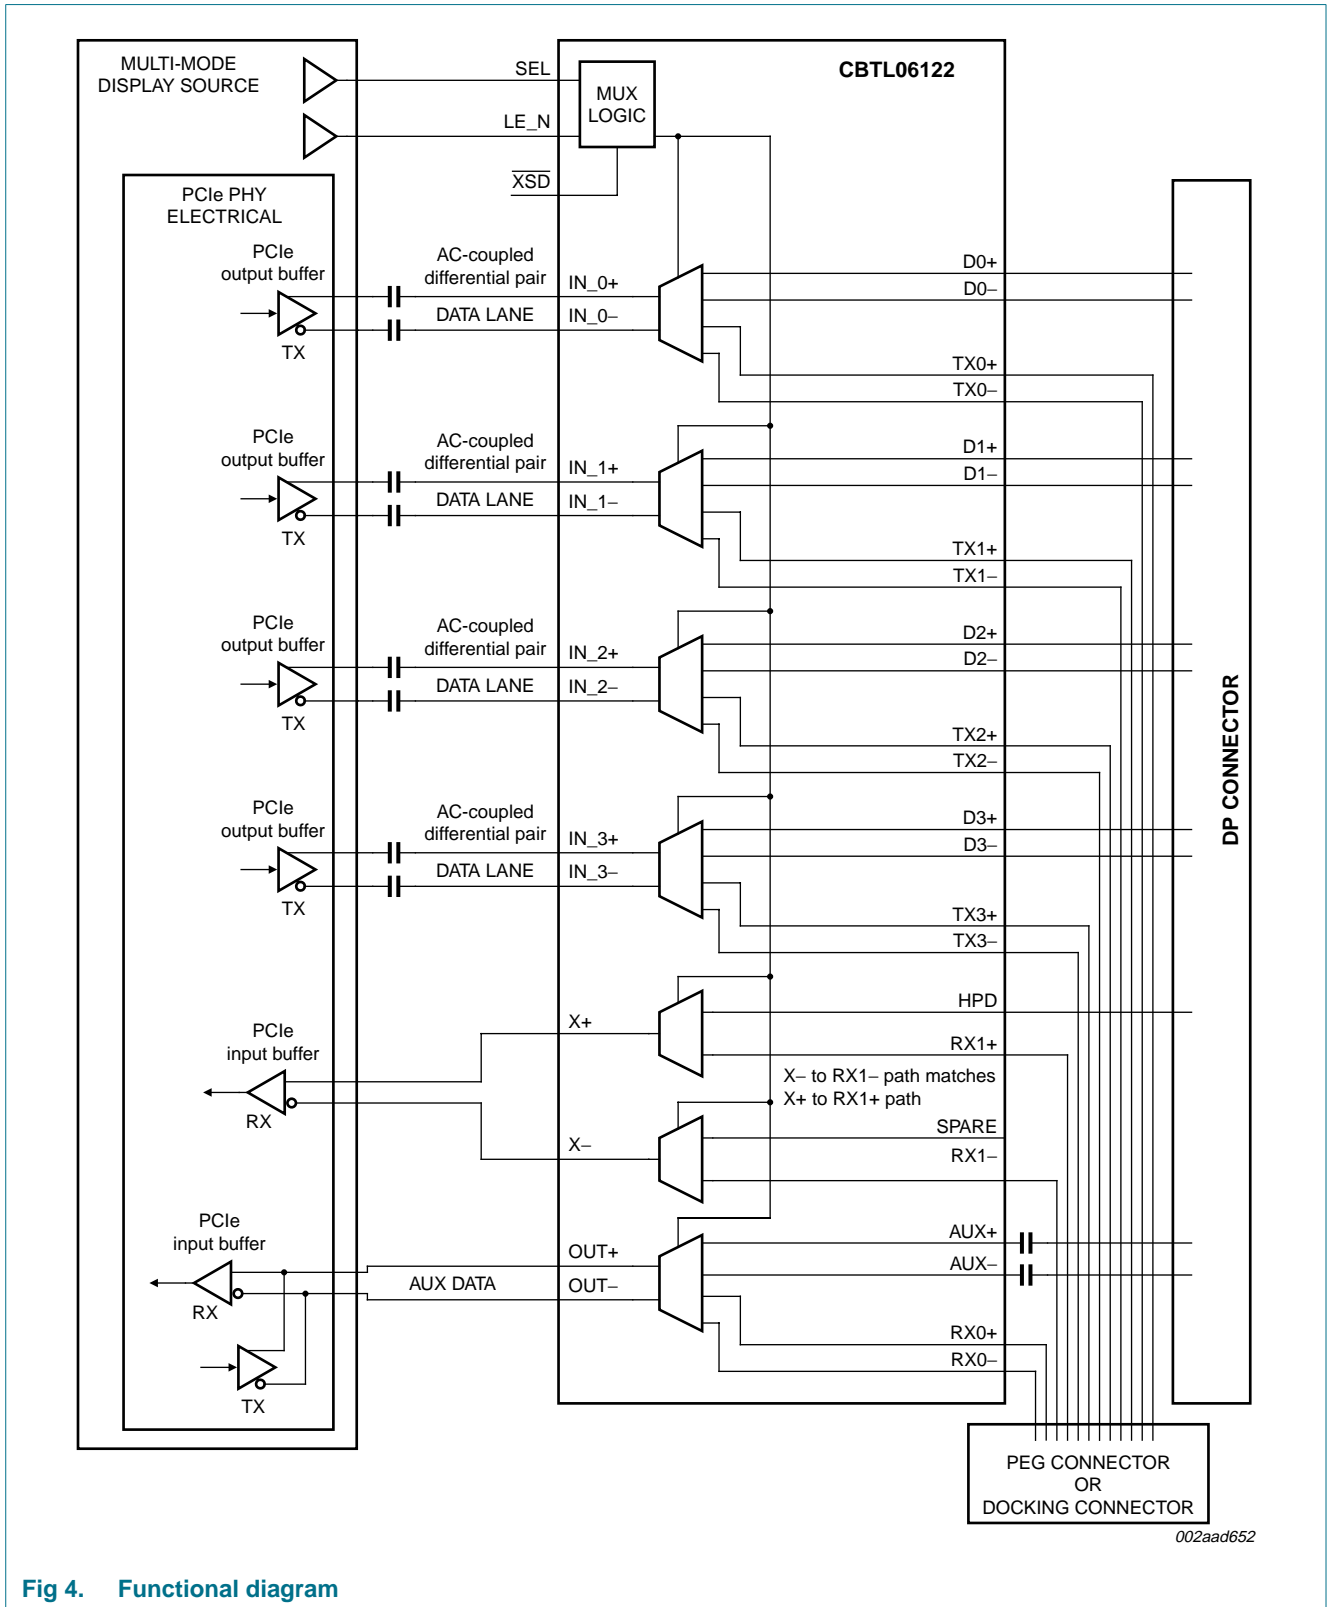 MULTI-MODE
DISPLAY SOURCE
SEL
LE_N
XSD
MUX
LOGIC
CBTL06122
PCIe PHY
ELECTRICAL
PCIe
output buffer
TX
AC-coupled
differential pair
DATA LANE
IN_0+
IN_0−
D0+
D0−
TX0+
TX0−
PCIe
output buffer
TX
AC-coupled
differential pair
DATA LANE
IN_1+
IN_1−
D1+
D1−
TX1+
TX1−
PCIe
output buffer
TX
AC-coupled
differential pair
DATA LANE
IN_2+
IN_2−
D2+
D2−
TX2+
TX2−
PCIe
output buffer
TX
AC-coupled
differential pair
DATA LANE
IN_3+
IN_3−
D3+
D3−
TX3+
TX3−
DP CONNECTOR
PCIe
input buffer
RX
X+
HPD
RX1+
X− to RX1− path matches
X+ to RX1+ path
X−
SPARE
RX1−
PCIe
input buffer
RX
TX
AUX DATA
OUT+
OUT−
AUX+
AUX−
RX0+
RX0−
PEG CONNECTOR
OR
DOCKING CONNECTOR
002aad652
Fig 4. Functional diagram